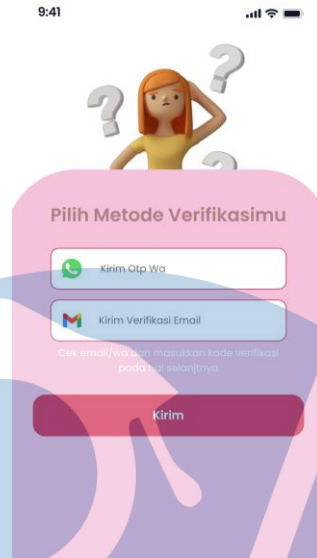 9:41
Pilih Metode Verifikasimu
Kirim Otp Wa
Kirim Verifikasi Email
Cek email/wa dan masukkan kode verifikasi
pada hal selanjtnya
Kirim